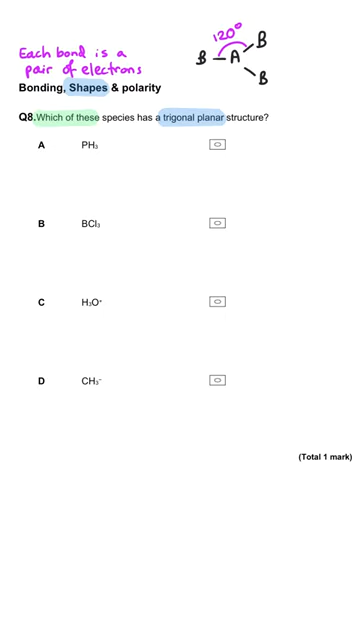 120°
B
Each bond is a
B — A
pair of electrons
B
Bonding, Shapes & polarity
Q8.Which of these species has a trigonal planar structure?
A PH₃
B BCl₃
C H₃O⁺
D CH₃⁻
(Total 1 mark)